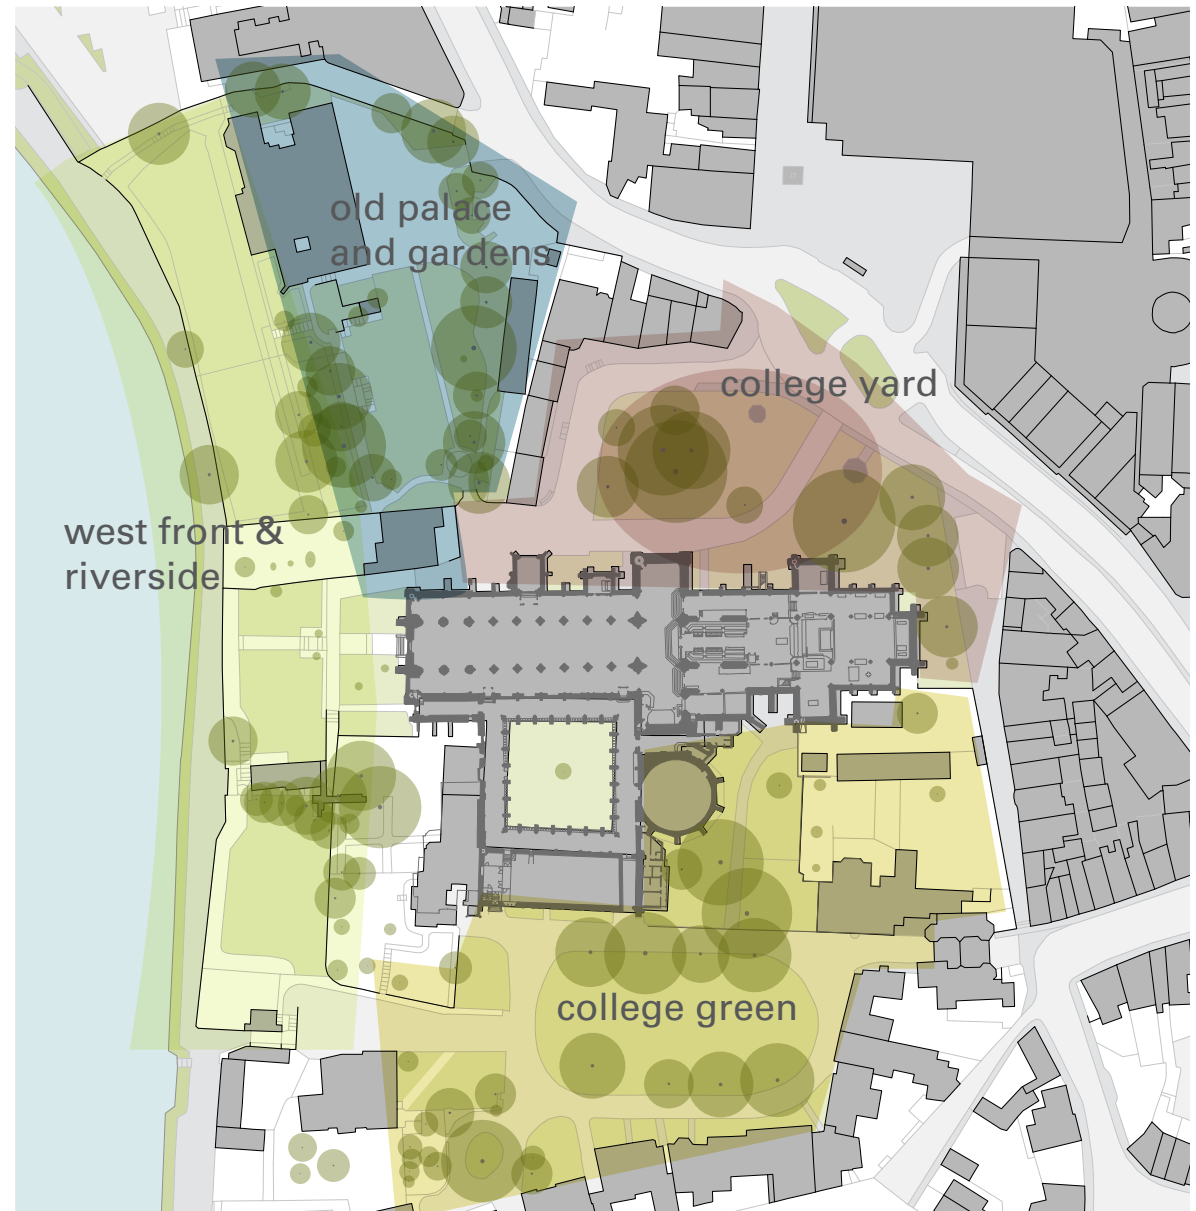 old palace
and gardens
college yard
west front &
riverside
college green